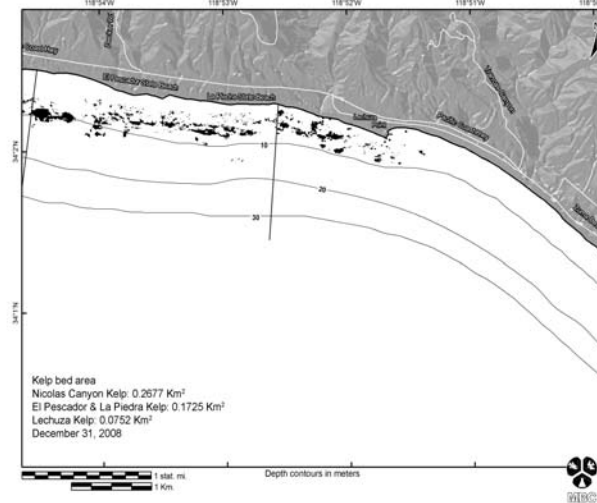 118°54'W 118°53'W 118°52'W 118°51'W
El Pescador State Beach
La Piedra State Beach
Lechuza
Point
34°2'N
10
20
30
34°1'N
Kelp bed area
Nicolas Canyon Kelp: 0.2677 Km²
El Pescador & La Piedra Kelp: 0.1725 Km²
Lechuza Kelp: 0.0752 Km²
December 31, 2008
1 stat. mi.
1 Km.
Depth contours in meters
MBC